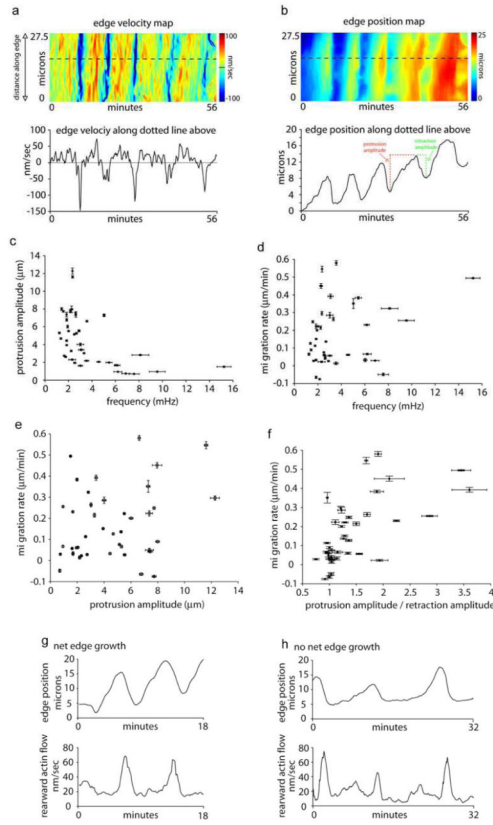 a
edge velocity map
distance along edge
27.5
microns
0
0
minutes
56
100
nm/sec
-100
edge velociy along dotted line above
100
50
0
-50
-100
-150
nm/sec
0
minutes
56
b
edge position map
27.5
microns
0
0
minutes
56
25
microns
0
edge position along dotted line above
16
12
8
4
0
microns
protrusion
amplitude
retraction
amplitude
0
minutes
56
c
protrusion amplitude (μm)
14
12
10
8
6
4
2
0
0 2 4 6 8 10 12 14 16
frequency (mHz)
d
mi gration rate (μm/min)
0.6
0.5
0.4
0.3
0.2
0.1
0
-0.1
0 2 4 6 8 10 12 14 16
frequency (mHz)
e
mi gration rate (μm/min)
0.6
0.5
0.4
0.3
0.2
0.1
0
-0.1
0 2 4 6 8 10 12 14
protrusion amplitude (μm)
f
mi gration rate (μm/min)
0.6
0.5
0.4
0.3
0.2
0.1
0
-0.1
0.5 1 1.5 2 2.5 3 3.5 4
protrusion amplitude / retraction amplitude
g net edge growth
edge position
microns
20
15
10
5
0
0
minutes
18
rearward actin flow
nm/sec
80
60
40
20
0
0
minutes
18
h no net edge growth
edge position
microns
20
15
10
5
0
0
minutes
32
rearward actin flow
nm/sec
80
60
40
20
0
0
minutes
32